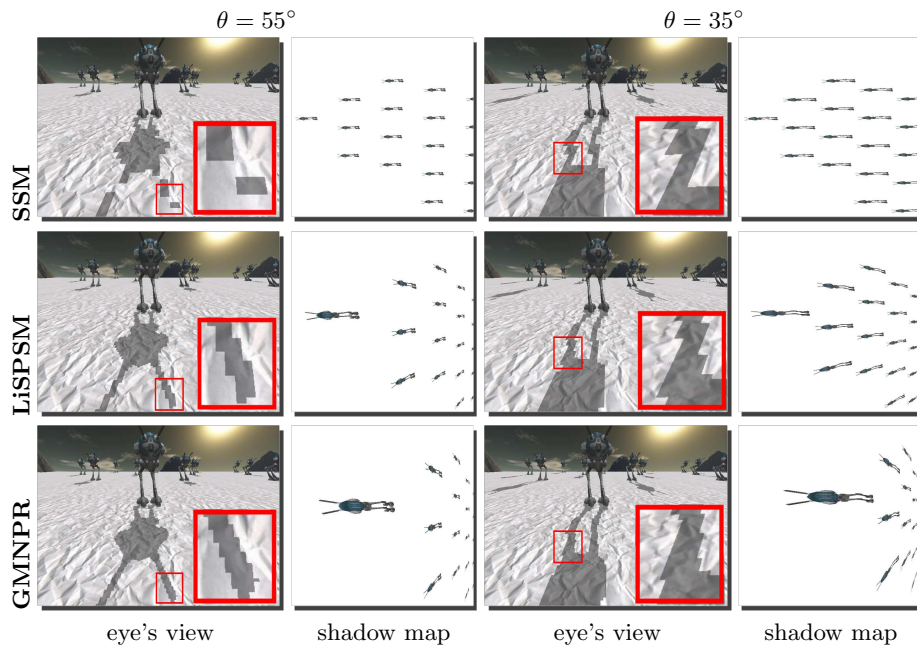 θ = 55°
θ = 35°
SSM
LiSPSM
GMNPR
eye's view
shadow map
eye's view
shadow map